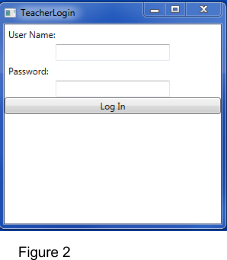 TeacherLogin
User Name:
Password:
Log In
Figure 2